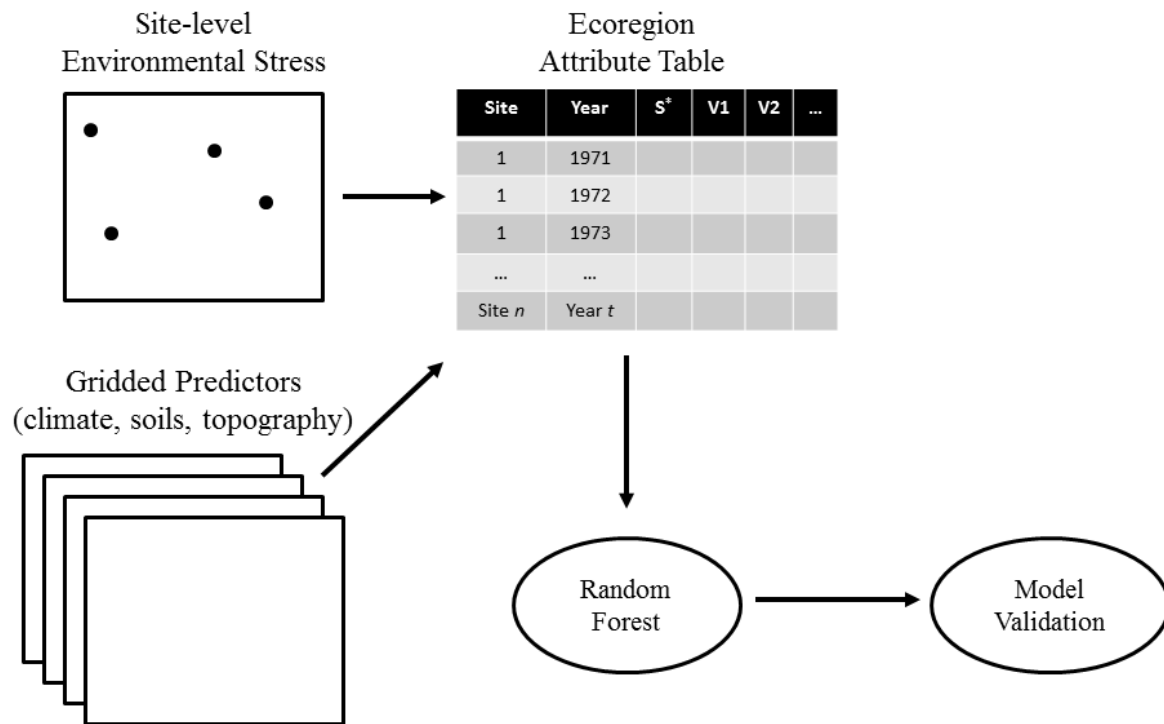 Site-level
Environmental Stress
Ecoregion
Attribute Table
Site Year S* V1 V2 ...
1 1971
1 1972
1 1973
... ...
Site n Year t
Gridded Predictors
(climate, soils, topography)
Random
Forest
Model
Validation